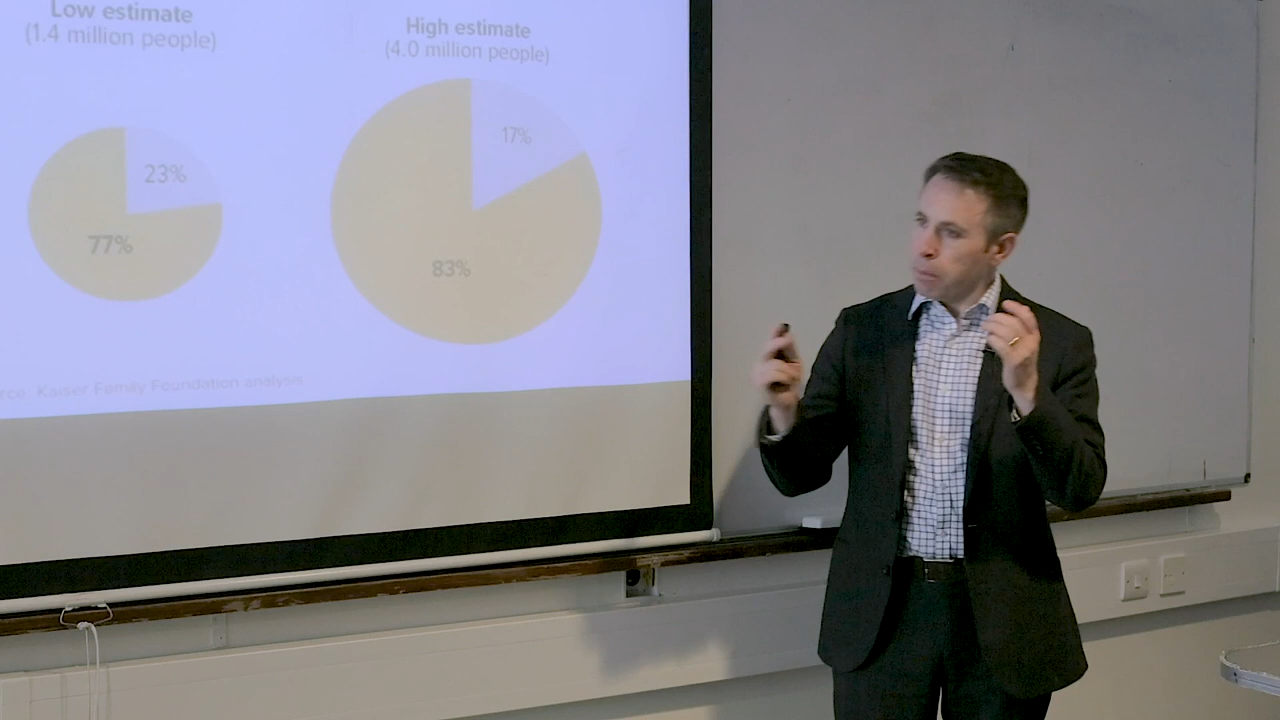 Low estimate
(1.4 million people)
High estimate
(4.0 million people)
23%
77%
17%
83%
rce: Kaiser Family Foundation analysis